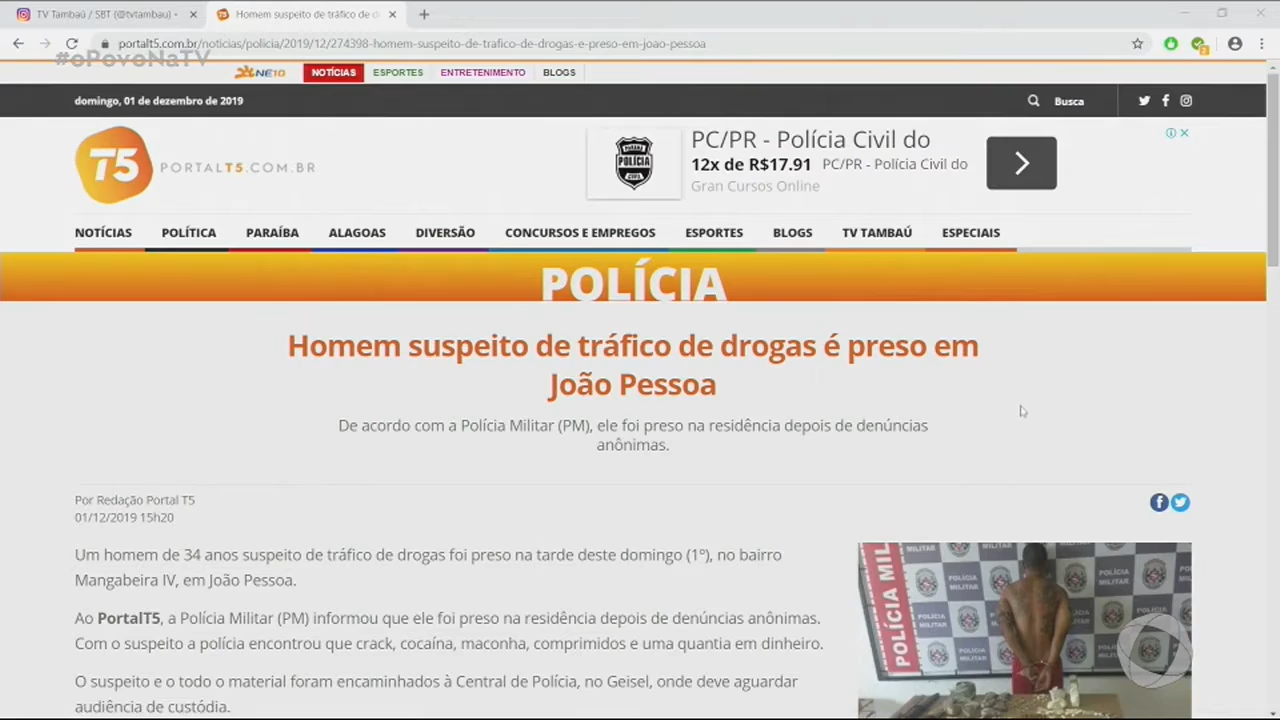 TV Tambaú / SBT (@tvtambau) •
Homem suspeito de tráfico de d
portalt5.com.br/noticias/policia/2019/12/274398-homem-suspeito-de-trafico-de-drogas-e-preso-em-joao-pessoa
#oPovoNaTV
NE10 NOTÍCIAS ESPORTES ENTRETENIMENTO BLOGS
domingo, 01 de dezembro de 2019
Busca
T5 PORTALT5.COM.BR
PC/PR - Polícia Civil do
12x de R$17.91 PC/PR - Polícia Civil do
Gran Cursos Online
NOTÍCIAS POLÍTICA PARAÍBA ALAGOAS DIVERSÃO CONCURSOS E EMPREGOS ESPORTES BLOGS TV TAMBAÚ ESPECIAIS
POLÍCIA
Homem suspeito de tráfico de drogas é preso em
João Pessoa
De acordo com a Polícia Militar (PM), ele foi preso na residência depois de denúncias
anônimas.
Por Redação Portal T5
01/12/2019 15h20
Um homem de 34 anos suspeito de tráfico de drogas foi preso na tarde deste domingo (1º), no bairro
Mangabeira IV, em João Pessoa.
Ao PortalT5, a Polícia Militar (PM) informou que ele foi preso na residência depois de denúncias anônimas.
Com o suspeito a polícia encontrou que crack, cocaína, maconha, comprimidos e uma quantia em dinheiro.
O suspeito e o todo o material foram encaminhados à Central de Polícia, no Geisel, onde deve aguardar
audiência de custódia.
POLÍCIA MIL
POLÍCIA
MILITAR